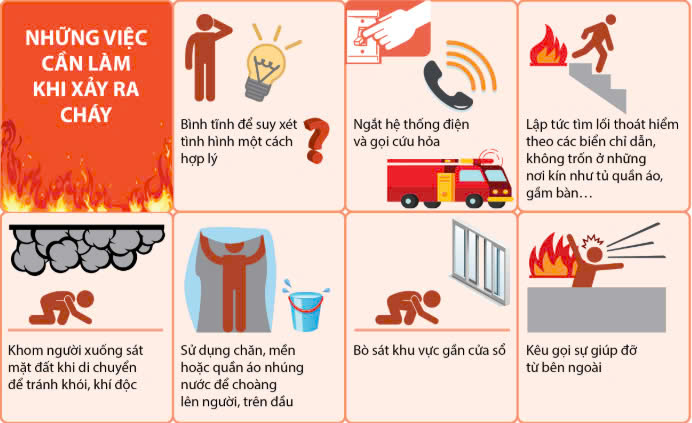 NHỮNG VIỆC
CẦN LÀM
KHI XẢY RA
CHÁY
Bình tĩnh để suy xét
tình hình một cách
hợp lý
?
Ngắt hệ thống điện
và gọi cứu hỏa
Lập tức tìm lối thoát hiểm
theo các biển chỉ dẫn,
không trốn ở những
nơi kín như tủ quần áo,
gầm bàn...
Khom người xuống sát
mặt đất khi di chuyển
để tránh khói, khí độc
Sử dụng chăn, mền
hoặc quần áo nhúng
nước để choàng
lên người, trên đầu
Bò sát khu vực gần cửa sổ
Kêu gọi sự giúp đỡ
từ bên ngoài